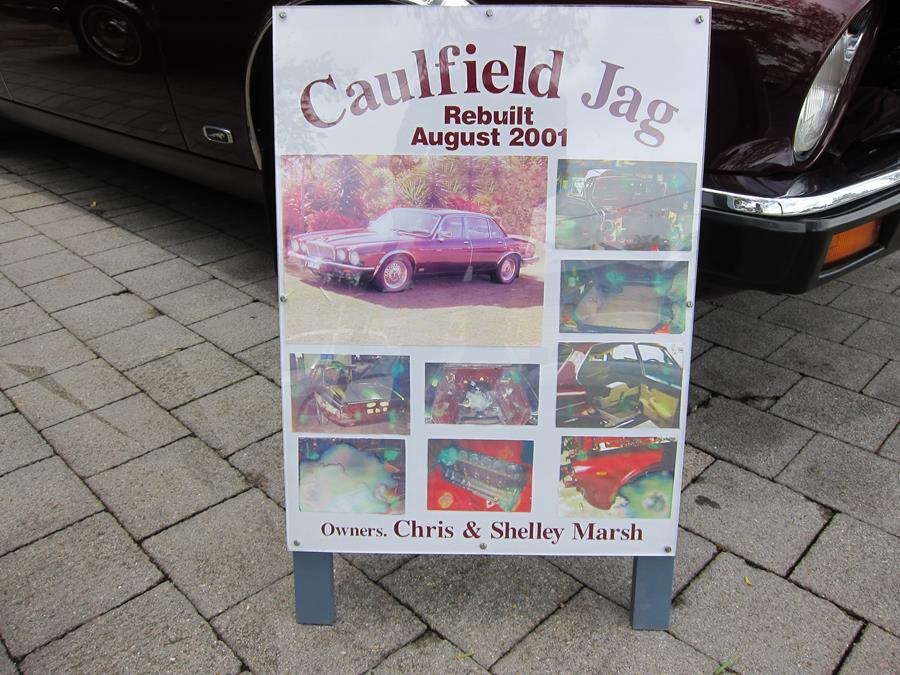 Caulfield Jag
Rebuilt
August 2001
Owners. Chris & Shelley Marsh